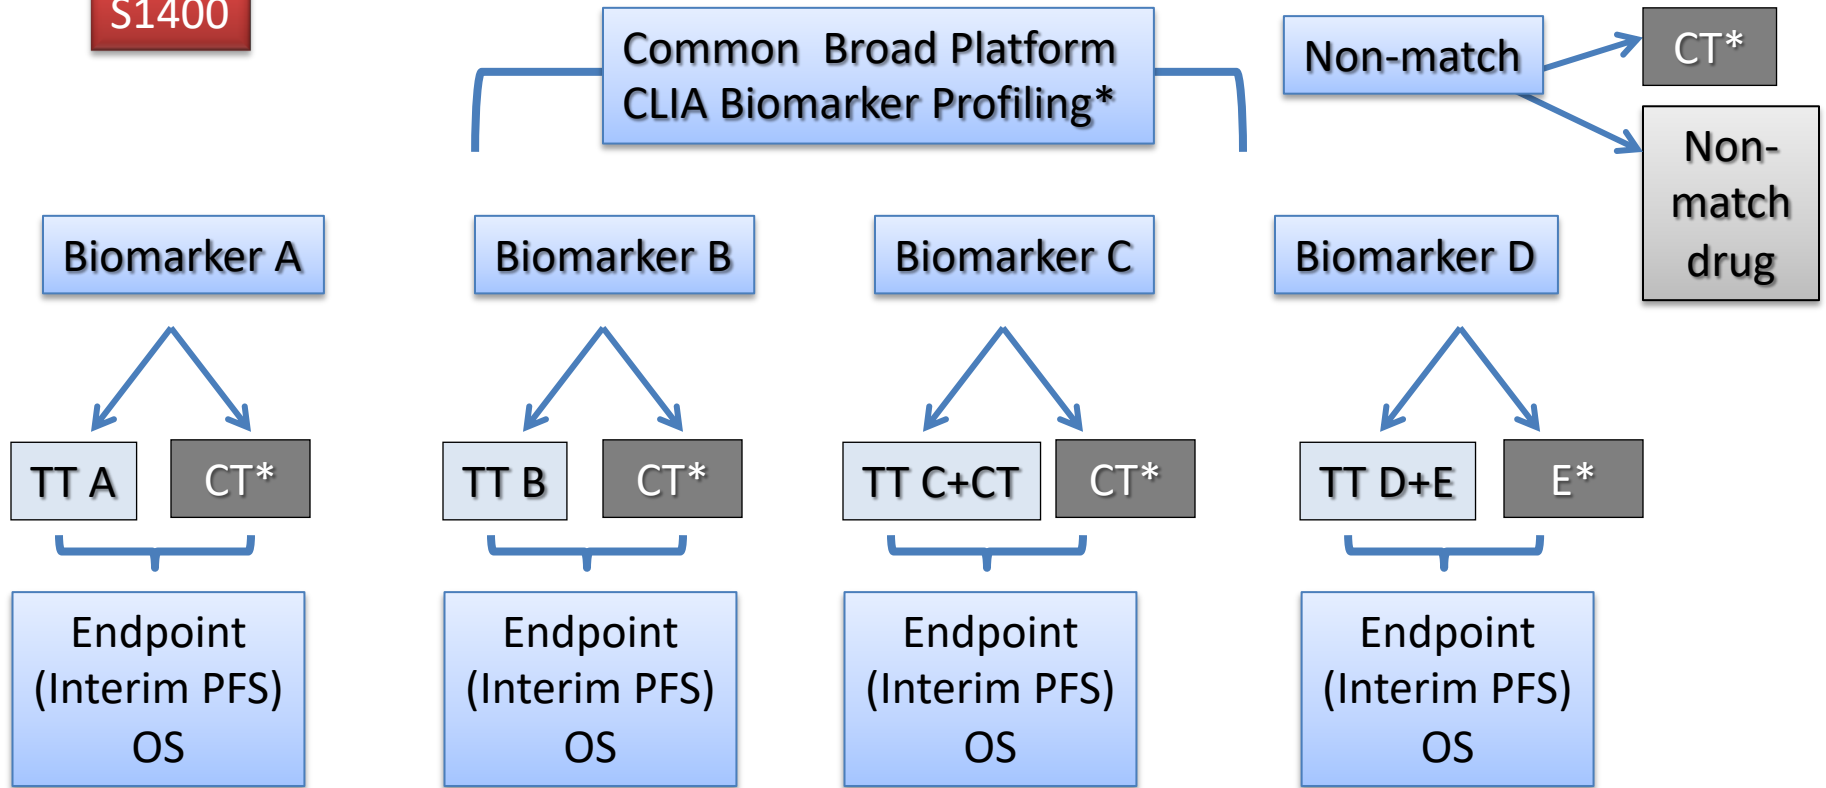 S1400
Common Broad Platform
CLIA Biomarker Profiling*
Non-match
CT*
Non-
match
drug
Biomarker A
Biomarker B
Biomarker C
Biomarker D
TT A
CT*
TT B
CT*
TT C+CT
CT*
TT D+E
E*
Endpoint
(Interim PFS)
OS
Endpoint
(Interim PFS)
OS
Endpoint
(Interim PFS)
OS
Endpoint
(Interim PFS)
OS